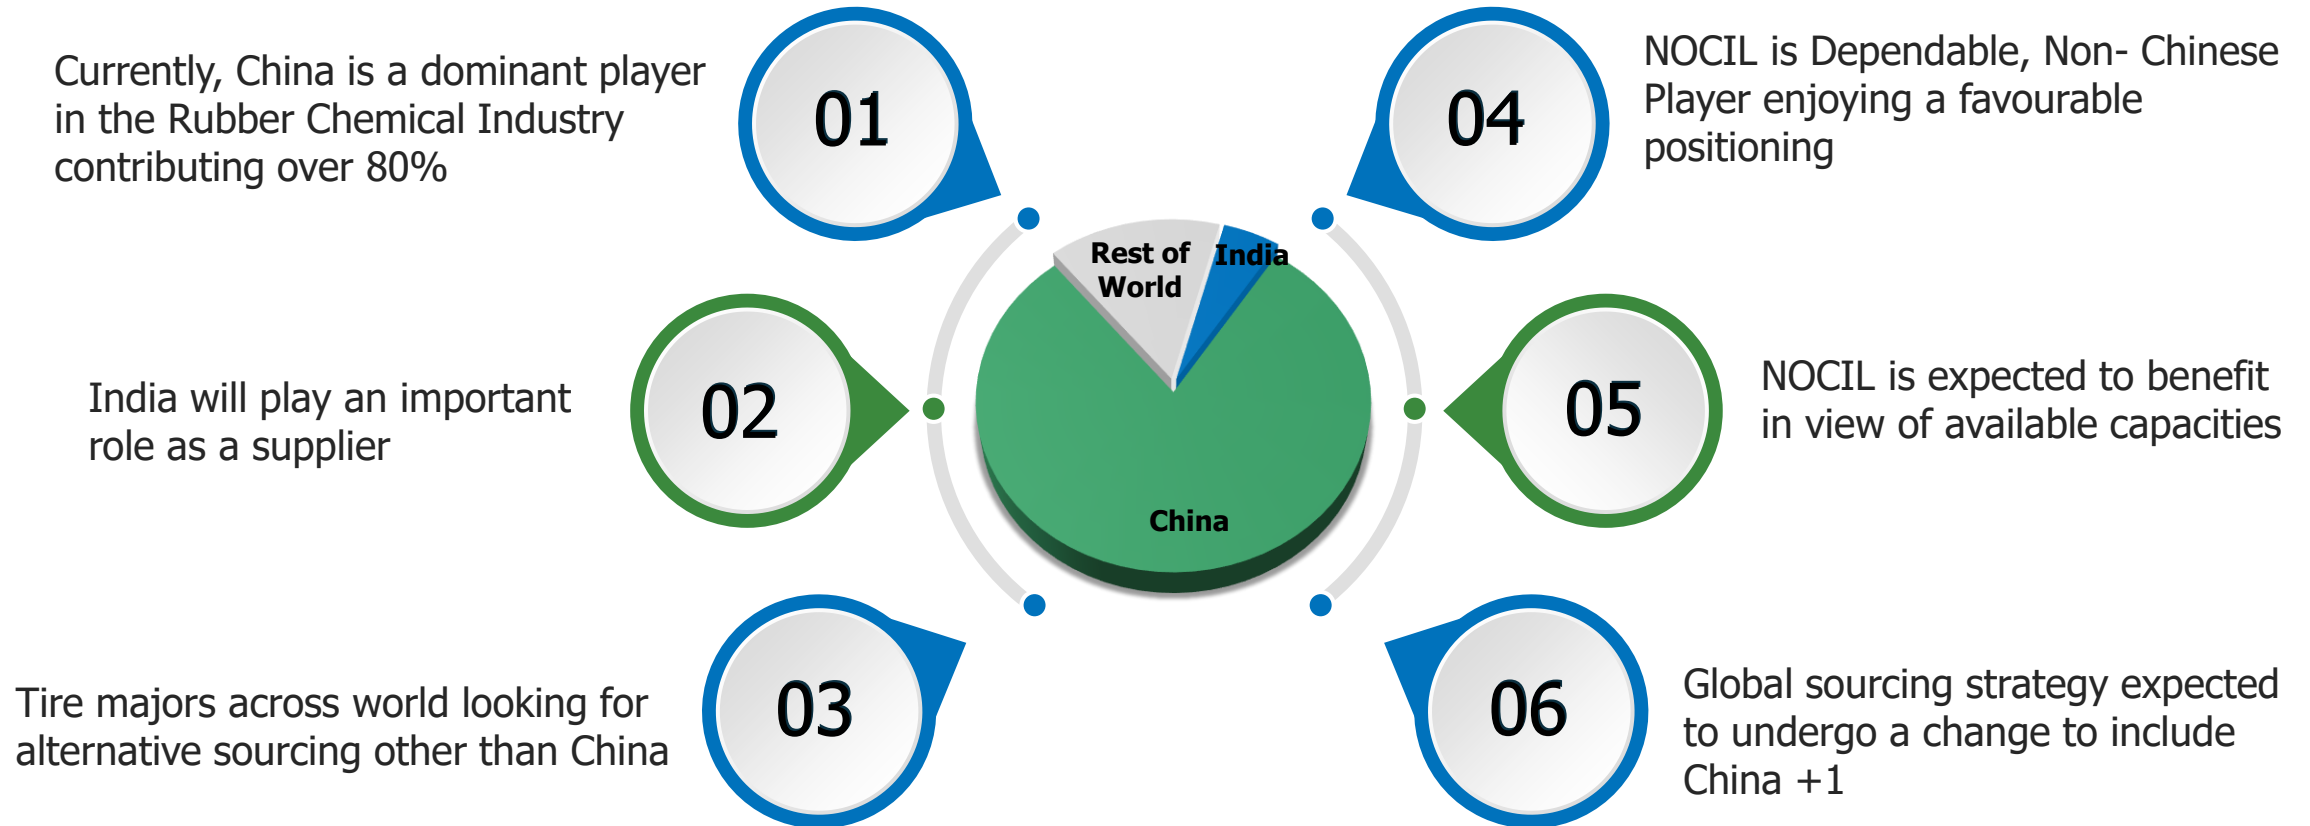 Currently, China is a dominant player
in the Rubber Chemical Industry
contributing over 80%
01
India will play an important
role as a supplier
02
Tire majors across world looking for
alternative sourcing other than China
03
Rest of
World
India
China
04
NOCIL is Dependable, Non- Chinese
Player enjoying a favourable
positioning
05
NOCIL is expected to benefit
in view of available capacities
06
Global sourcing strategy expected
to undergo a change to include
China +1